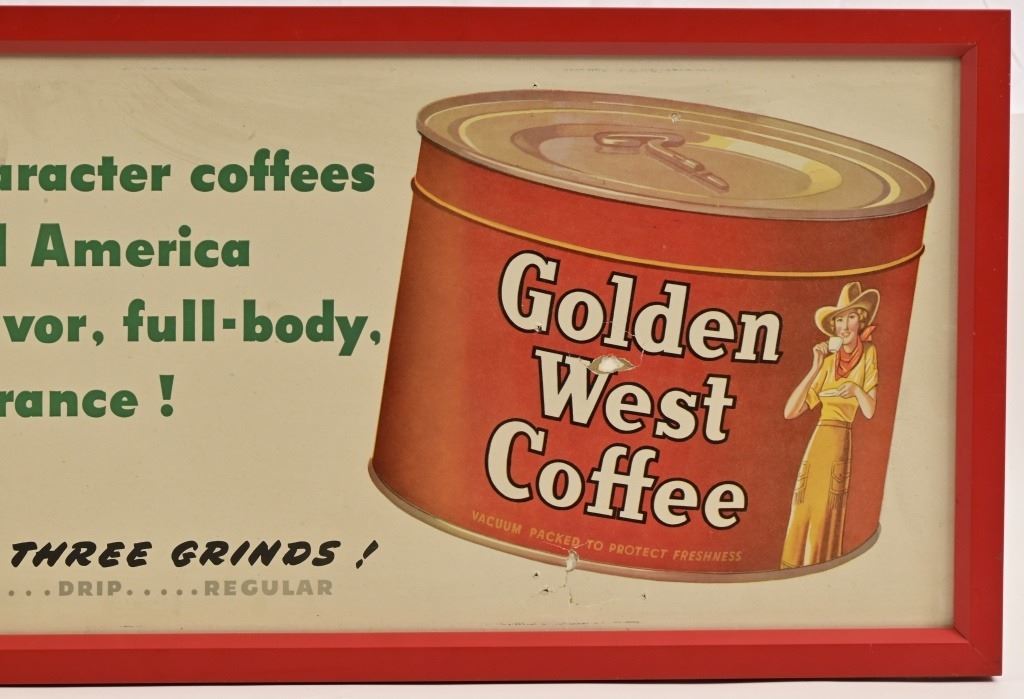 aracter coffees
l America
vor, full-body,
rance !
THREE GRINDS !
...DRIP.....REGULAR
Golden
West
Coffee
VACUUM PACKED TO PROTECT FRESHNESS